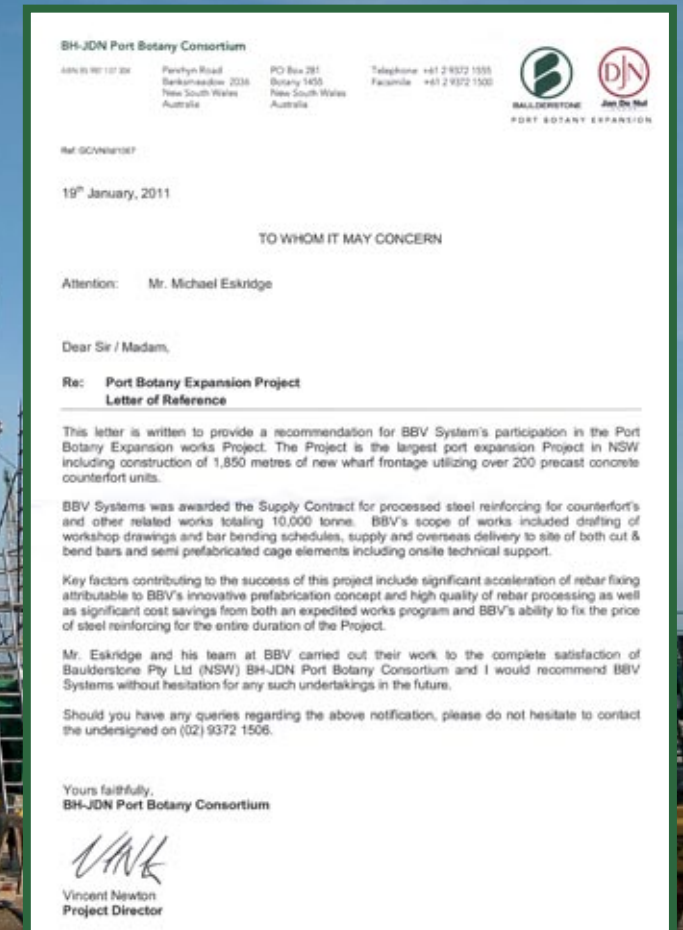 BH-JDN Port Botany Consortium
Penrhyn Road
Banksmeadow 2036
New South Wales
Australia
PO Box 281
Botany 1455
New South Wales
Australia
Telephone +61 2 9372 1555
Facsimile +61 2 9372 1500
BAULDERSTONE
DJN
Jan De Nul
PORT BOTANY EXPANSION
19th January, 2011
TO WHOM IT MAY CONCERN
Attention: Mr. Michael Eskridge
Dear Sir / Madam,
Re: Port Botany Expansion Project
Letter of Reference
This letter is written to provide a recommendation for BBV System's participation in the Port
Botany Expansion works Project. The Project is the largest port expansion Project in NSW
including construction of 1,850 metres of new wharf frontage utilizing over 200 precast concrete
counterfort units.
BBV Systems was awarded the Supply Contract for processed steel reinforcing for counterfort's
and other related works totaling 10,000 tonne. BBV's scope of works included drafting of
workshop drawings and bar bending schedules, supply and overseas delivery to site of both cut &
bend bars and semi prefabricated cage elements including onsite technical support.
Key factors contributing to the success of this project include significant acceleration of rebar fixing
attributable to BBV's innovative prefabrication concept and high quality of rebar processing as well
as significant cost savings from both an expedited works program and BBV's ability to fix the price
of steel reinforcing for the entire duration of the Project.
Mr. Eskridge and his team at BBV carried out their work to the complete satisfaction of
Baulderstone Pty Ltd (NSW) BH-JDN Port Botany Consortium and I would recommend BBV
Systems without hesitation for any such undertakings in the future.
Should you have any queries regarding the above notification, please do not hesitate to contact
the undersigned on (02) 9372 1506.
Yours faithfully,
BH-JDN Port Botany Consortium
Vincent Newton
Project Director